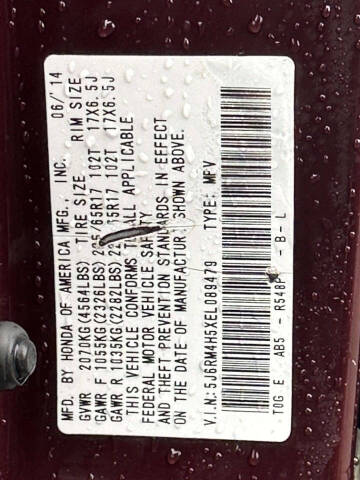 MFD. BY HONDA OF AMERICA MFG., INC. 06/'14
GVWR 2070KG(4564LBS) TIRE SIZE RIM SIZE
GAWR F 1055KG(2326LBS) 225/65R17 102T 17X6.5J
GAWR R 1035KG(2282LBS) 102T 17X6.5J
THIS VEHICLE CONFORMS TO ALL APPLICABLE
FEDERAL MOTOR VEHICLE SAFETY
AND THEFT PREVENTION STANDARDS IN EFFECT
ON THE DATE OF MANUFACTURE SHOWN ABOVE.
V.I.N.: 5J6RM4H5XEL089479 TYPE: MPV
T0G E AB5 - R548P - B - L